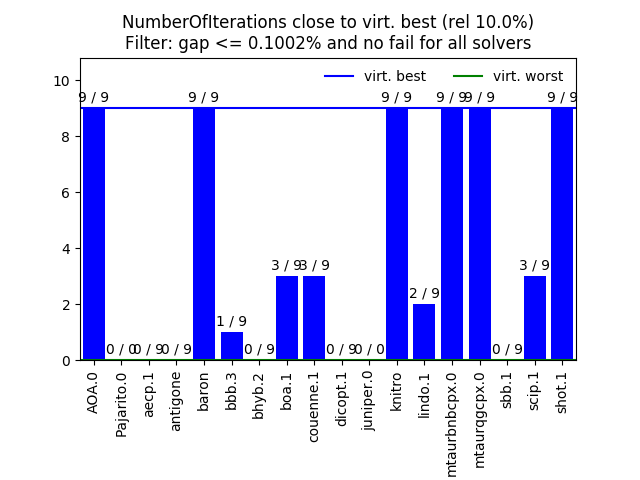 NumberOfIterations close to virt. best (rel 10.0%)
Filter: gap <= 0.1002% and no fail for all solvers
virt. best
virt. worst
10
8
6
4
2
0
9 / 9
0 / 0
0 / 9
0 / 9
9 / 9
1 / 9
0 / 9
3 / 9
3 / 9
0 / 9
0 / 0
9 / 9
2 / 9
9 / 9
9 / 9
0 / 9
3 / 9
9 / 9
AOA.0
Pajarito.0
aecp.1
antigone
baron
bbb.3
bhyb.2
boa.1
couenne.1
dicopt.1
juniper.0
knitro
lindo.1
mtaurbnbcpx.0
mtaurqgcpx.0
sbb.1
scip.1
shot.1